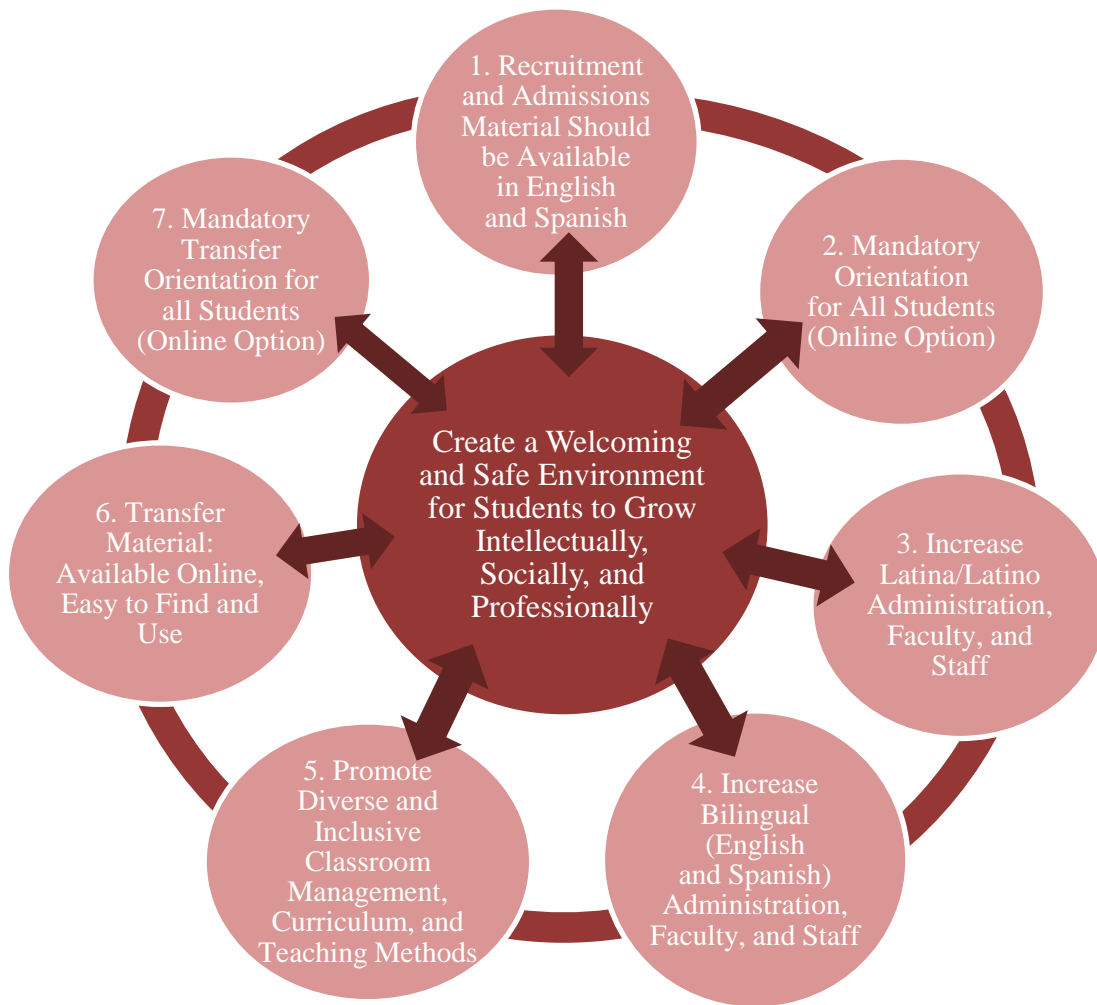 1. Recruitment
and Admissions
Material Should
be Available
in English
and Spanish
2. Mandatory
Orientation
for All Students
(Online Option)
3. Increase
Latina/Latino
Administration,
Faculty, and
Staff
4. Increase
Bilingual
(English
and Spanish)
Administration,
Faculty, and Staff
5. Promote
Diverse and
Inclusive
Classroom
Management,
Curriculum, and
Teaching Methods
6. Transfer
Material:
Available Online,
Easy to Find and
Use
7. Mandatory
Transfer
Orientation for
all Students
(Online Option)
Create a Welcoming
and Safe Environment
for Students to Grow
Intellectually,
Socially, and
Professionally